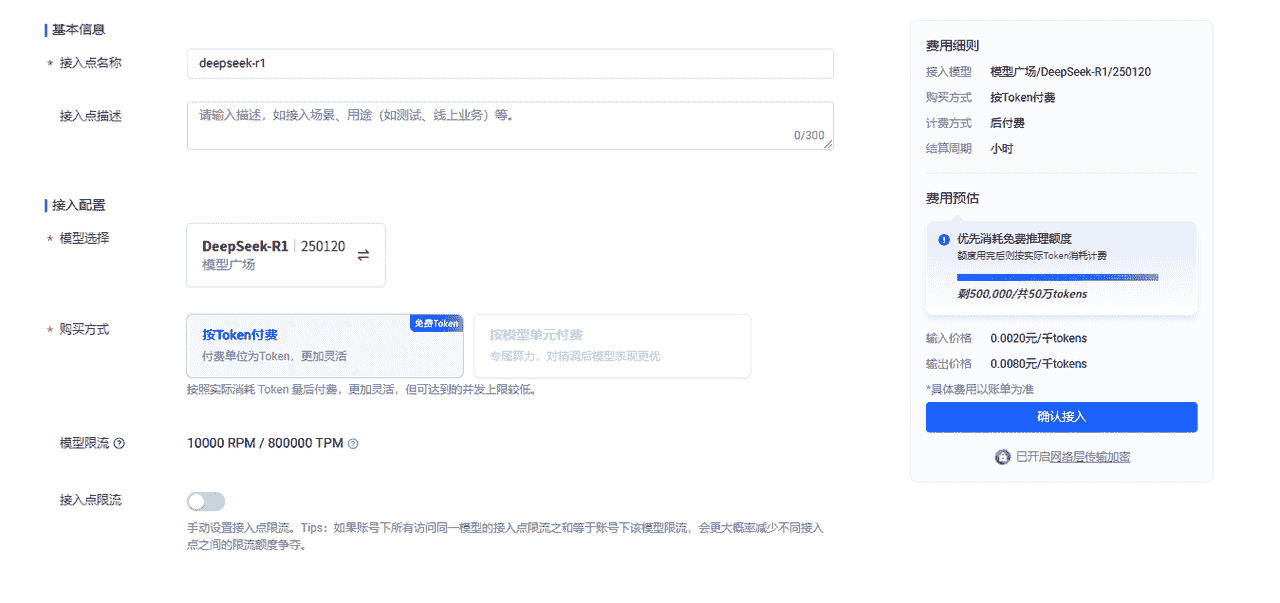 基本信息
* 接入点名称
deepseek-r1
接入点描述
请输入描述，如接入场景、用途（如测试、线上业务）等。
0/300
接入配置
* 模型选择
DeepSeek-R1 | 250120
模型广场
* 购买方式
按Token付费
免费Token
付费单位为Token，更加灵活
按模型单元付费
专属算力，对精调后模型表现更优
按照实际消耗 Token 量后付费，更加灵活，但可达到的并发上限较低。
模型限流
10000 RPM / 800000 TPM
接入点限流
手动设置接入点限流。Tips：如果账号下所有访问同一模型的接入点限流之和等于账号下该模型限流，会更大概率减少不同接入
点之间的限流额度争夺。
费用细则
接入模型 模型广场/DeepSeek-R1/250120
购买方式 按Token付费
计费方式 后付费
结算周期 小时
费用预估
优先消耗免费推理额度
额度用完后则按实际Token消耗计费
剩500,000/共50万tokens
输入价格 0.0020元/千tokens
输出价格 0.0080元/千tokens
*具体费用以账单为准
确认接入
已开启网络层传输加密